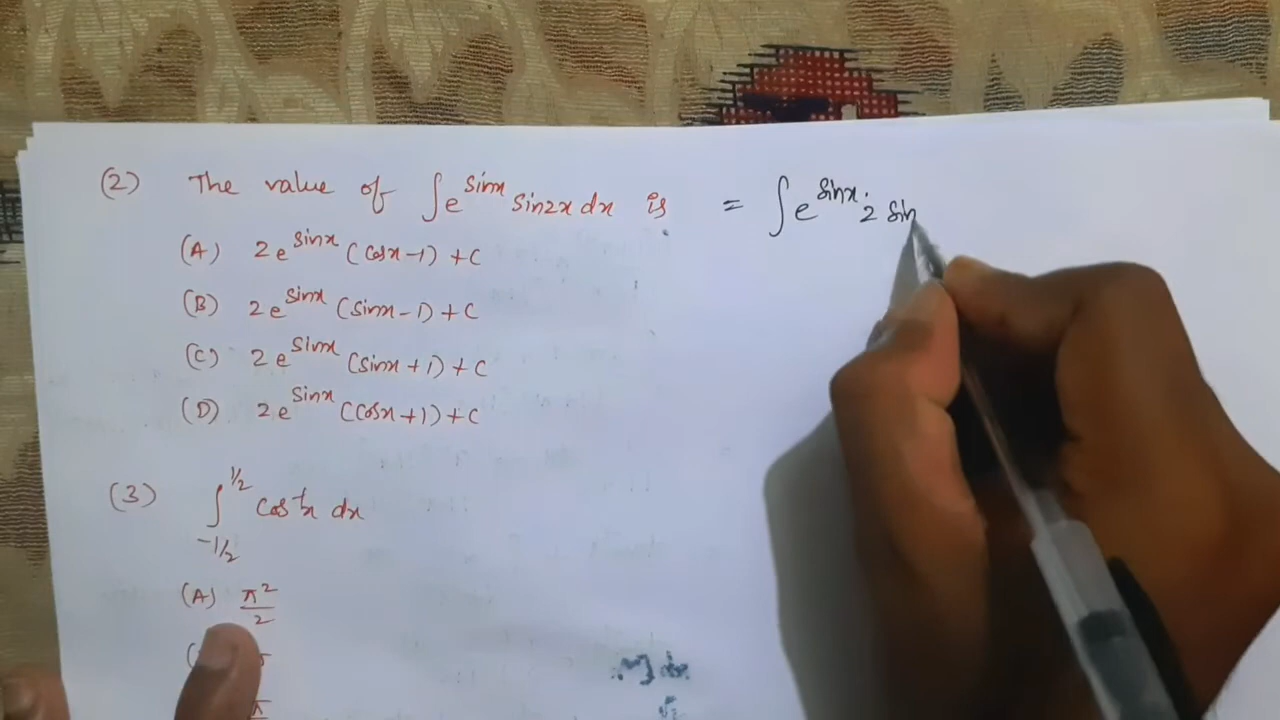 (2) The value of ∫e^sinx sin2x dx is = ∫e^sinx . 2 sin
(A) 2e^sinx (cosx-1)+C
(B) 2e^sinx (sinx-1)+C
(C) 2e^sinx (sinx+1)+C
(D) 2e^sinx (cosx+1)+C
(3) ∫_{-1/2}^{1/2} cos⁻¹x dx
(A) π²/2
dx